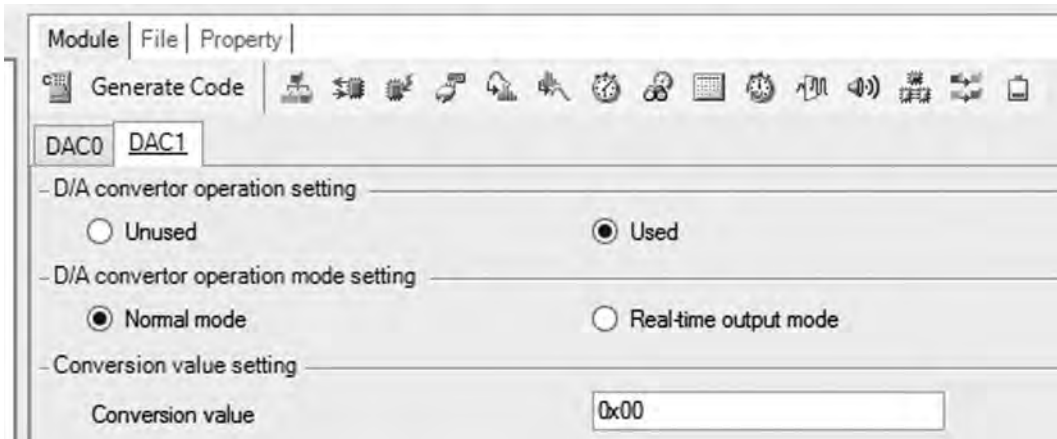 Module File Property
Generate Code
DAC0 DAC1
D/A convertor operation setting
Unused Used
D/A convertor operation mode setting
Normal mode Real-time output mode
Conversion value setting
Conversion value 0x00